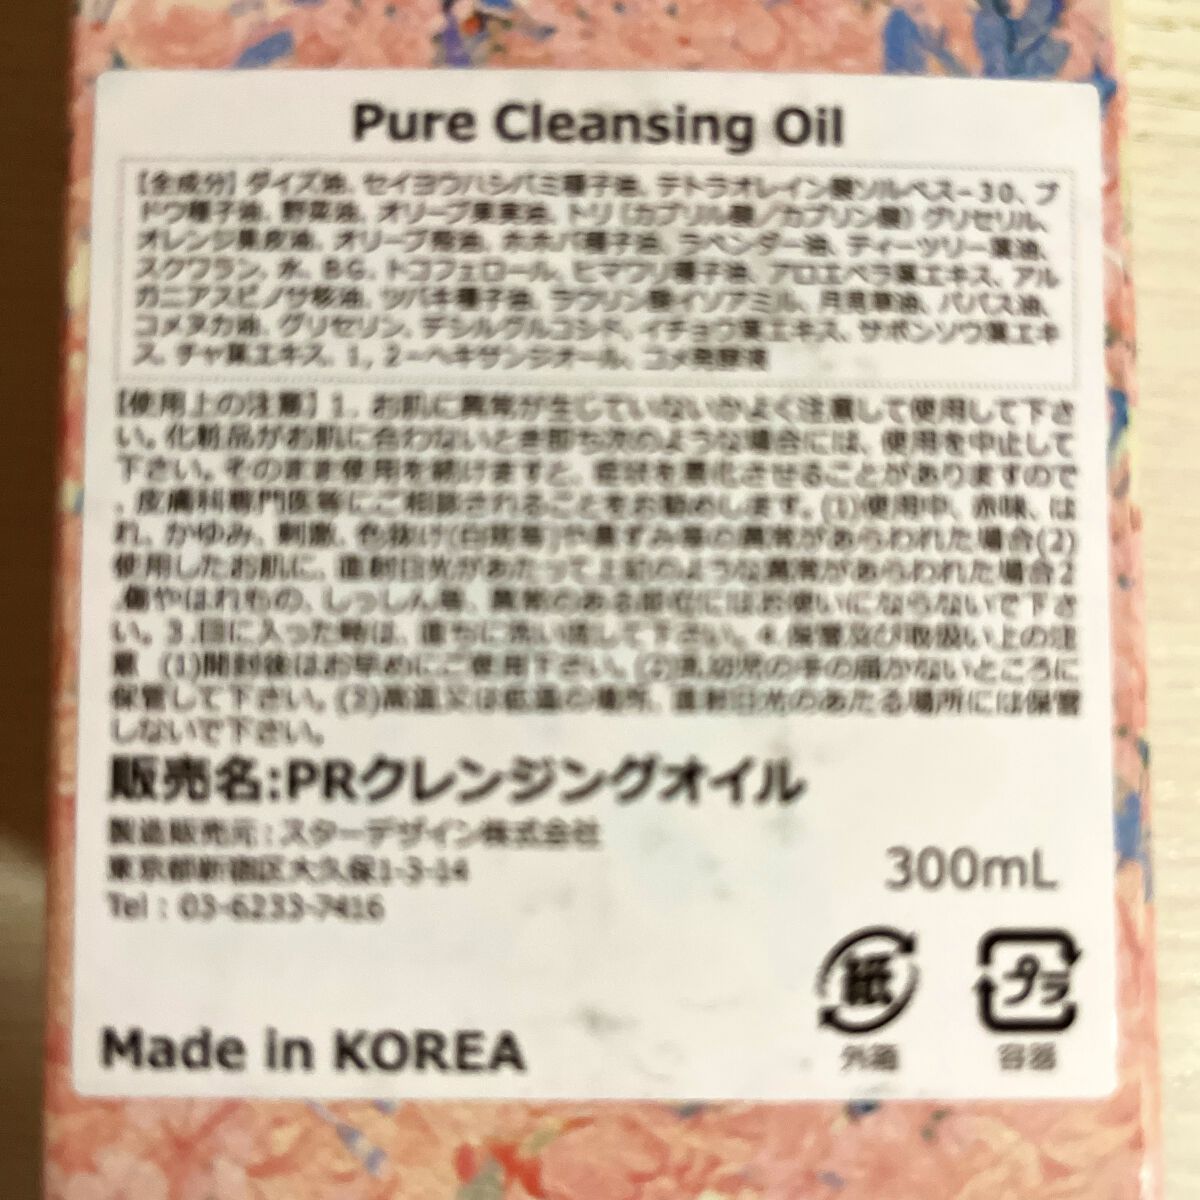 Pure Cleansing Oil
【全成分】ダイズ油、セイヨウハシバミ種子油、テトラオレイン酸ソルベス-30、ブ
ドウ種子油、野菜油、オリーブ果実油、トリ(カプリル酸/カプリン酸)グリセリル、
オレンジ果皮油、オリーブ油、ホホバ種子油、ラベンダー油、ティーツリー葉油、
スクワラン、水、BG、トコフェロール、ヒマワリ種子油、アロエベラ葉エキス、アル
ガニアスピノサ核油、ツバキ種子油、ラウリン酸イソアミル、月見草油、ババス油、
コメヌカ油、グリセリン、デシルグルコシド、イチョウ葉エキス、サボンソウ葉エキ
ス、チャ葉エキス、1,2-ヘキサンジオール、コメ発酵液
【使用上の注意】1. お肌に異常が生じていないかよく注意して使用して下さ
い。化粧品がお肌に合わないとき即ち次のような場合には、使用を中止して
下さい。そのまま使用を続けますと、症状を悪化させることがありますので
、皮膚科専門医等にご相談されることをお勧めします。(1)使用中、赤味、は
れ、かゆみ、刺激、色抜け(白斑等)や黒ずみ等の異常があらわれた場合(2)
使用したお肌に、直射日光があたって上記のような異常があらわれた場合2
.傷やはれもの、しっしん等、異常のある部位にはお使いにならないで下さ
い。3.目に入った時は、直ちに洗い流して下さい。4.保管及び取扱い上の注
意 (1)開封後はお早めにご使用下さい。(2)乳幼児の手の届かないところに
保管して下さい。(3)高温又は低温の場所、直射日光のあたる場所には保管
しないで下さい。
販売名:PRクレンジングオイル
製造販売元:スターデザイン株式会社
東京都新宿区大久保1-3-14
Tel : 03-6233-7416
300mL
紙
プラ
外箱
容器
Made in KOREA